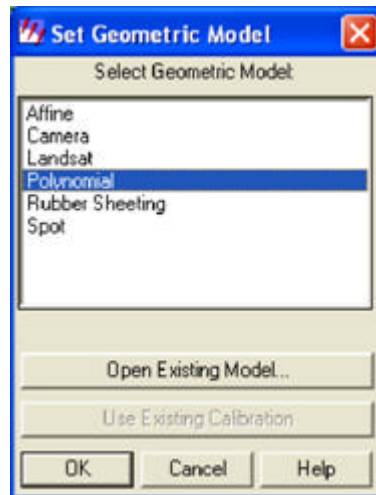 Set Geometric Model
Select Geometric Model:
Affine
Camera
Landsat
Polynomial
Rubber Sheeting
Spot
Open Existing Model...
Use Existing Calibration
OK Cancel Help